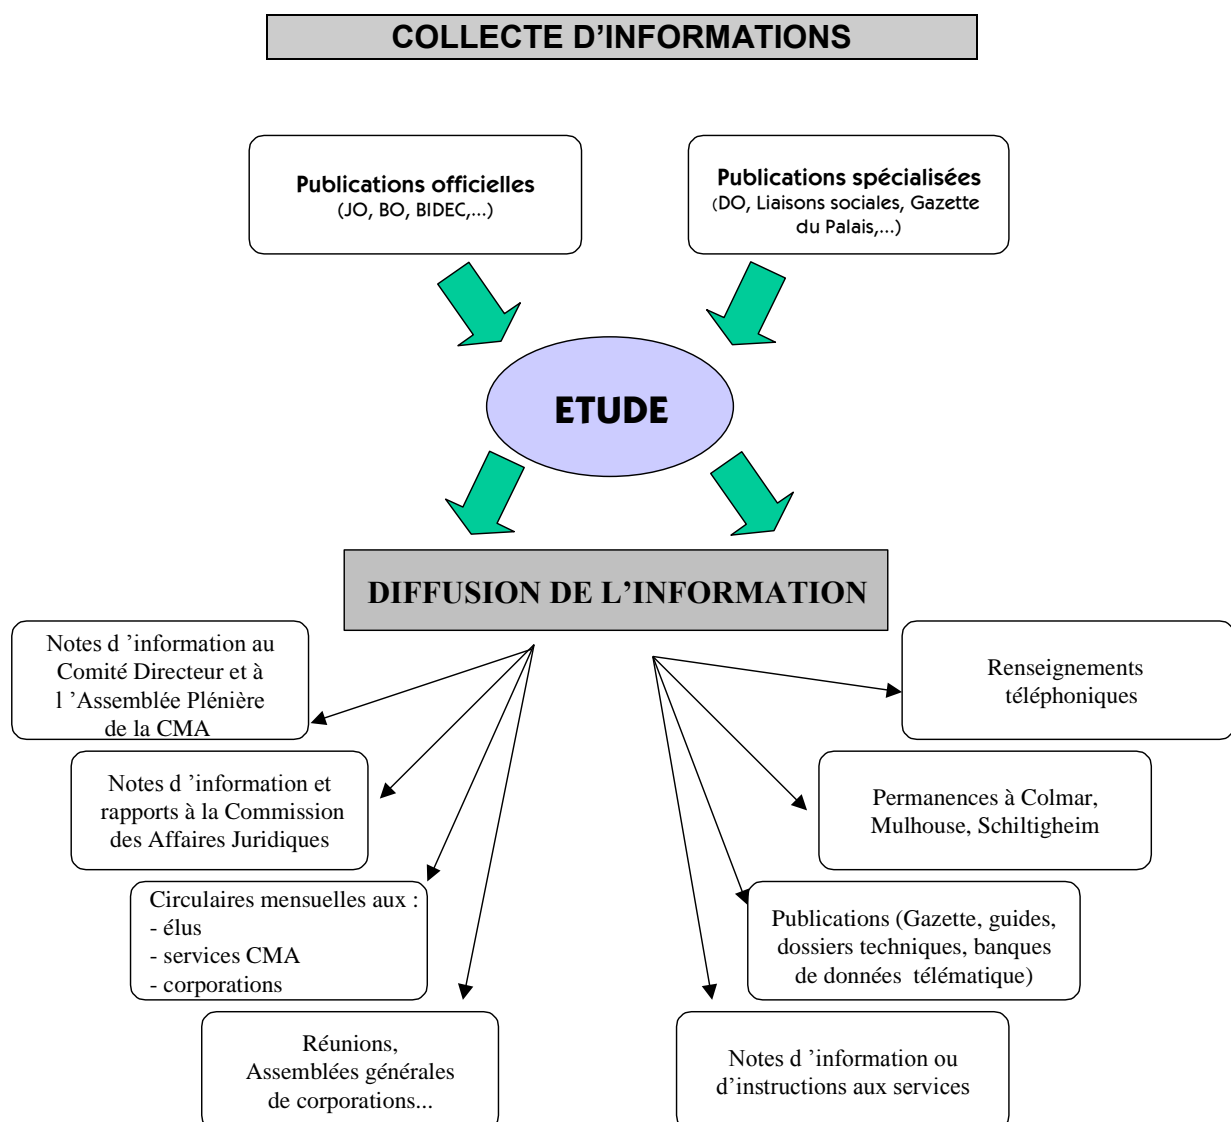 COLLECTE D’INFORMATIONS
Publications officielles
(JO, BO, BIDEC,...)
Publications spécialisées
(DO, Liaisons sociales, Gazette
du Palais,...)
ETUDE
DIFFUSION DE L’INFORMATION
Notes d ’information au
Comité Directeur et à
l ’Assemblée Plénière
de la CMA
Renseignements
téléphoniques
Notes d ’information et
rapports à la Commission
des Affaires Juridiques
Permanences à Colmar,
Mulhouse, Schiltigheim
Circulaires mensuelles aux :
- élus
- services CMA
- corporations
Publications (Gazette, guides,
dossiers techniques, banques
de données télématique)
Réunions,
Assemblées générales
de corporations...
Notes d ’information ou
d’instructions aux services